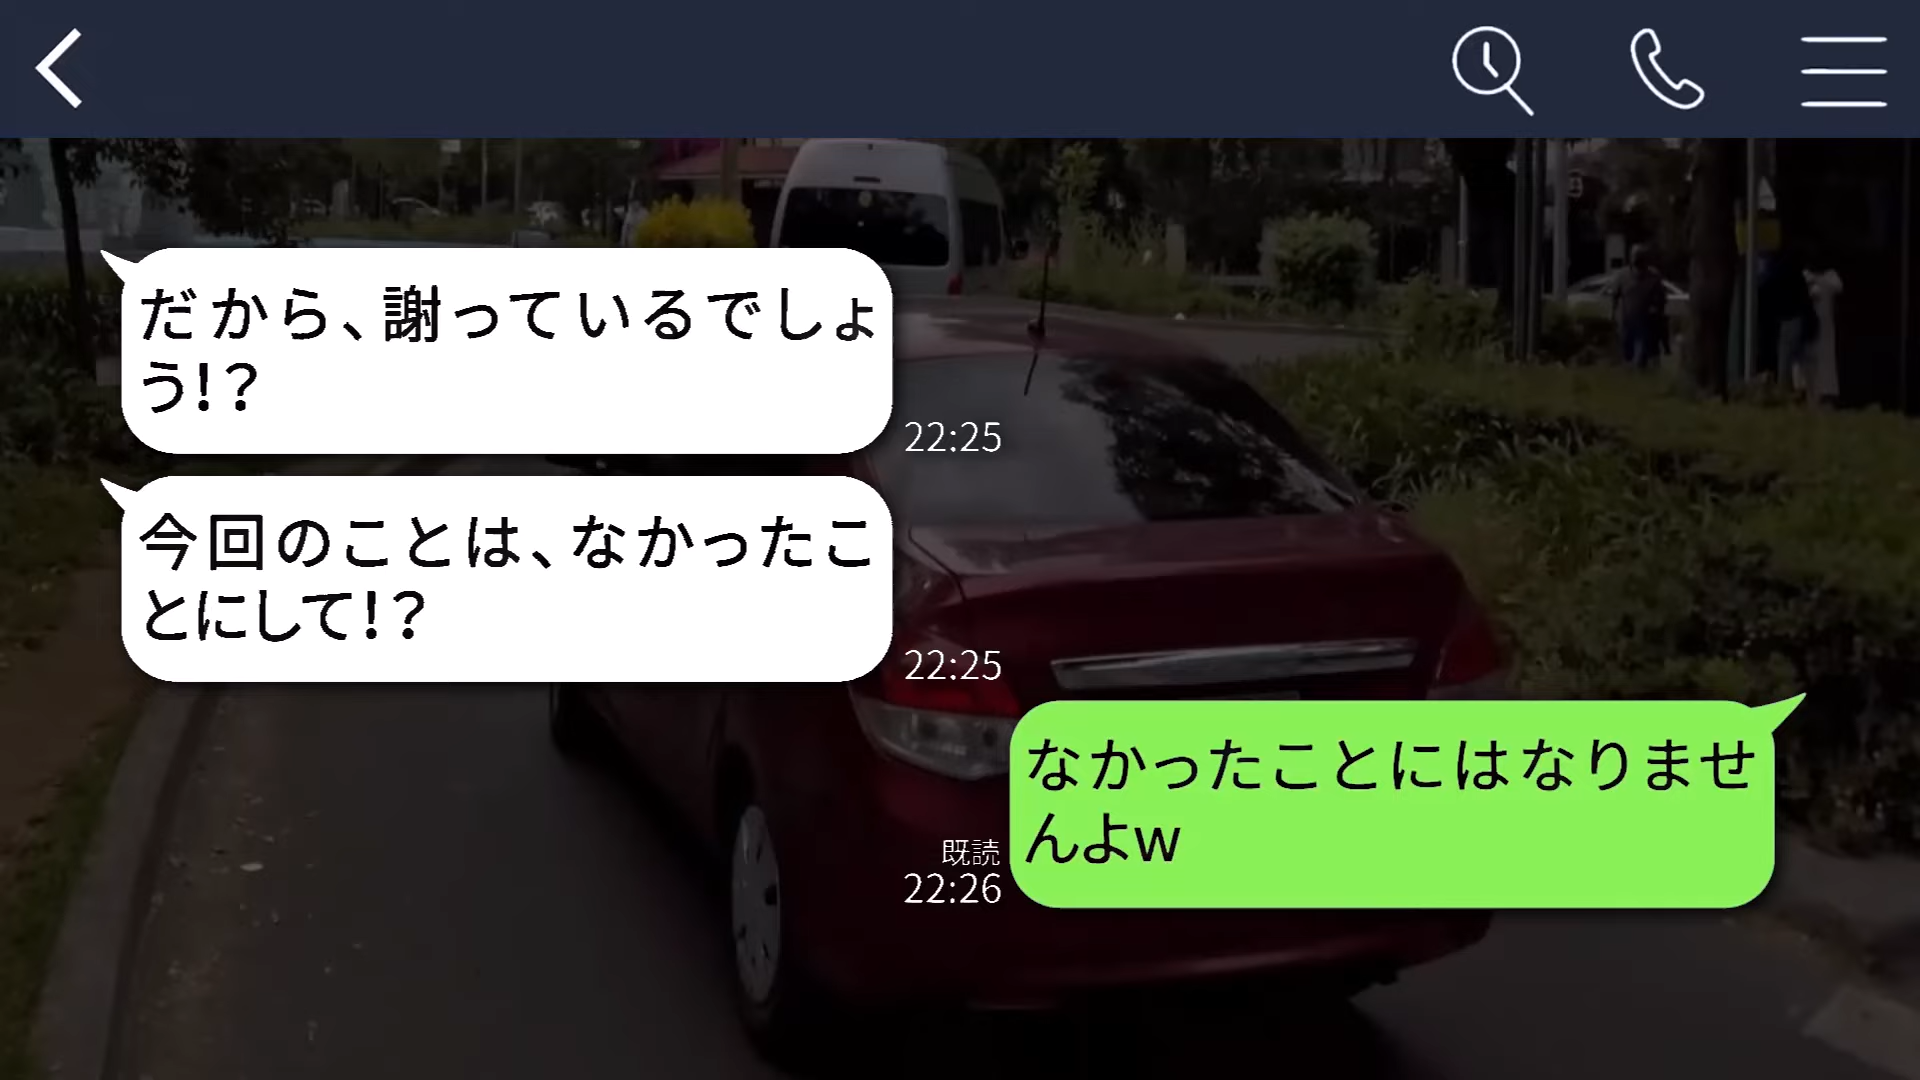 だから、謝っているでしょ
う!?
22:25
今回のことは、なかったこ
とにして!?
22:25
なかったことにはなりませ
んよw
既読
22:26